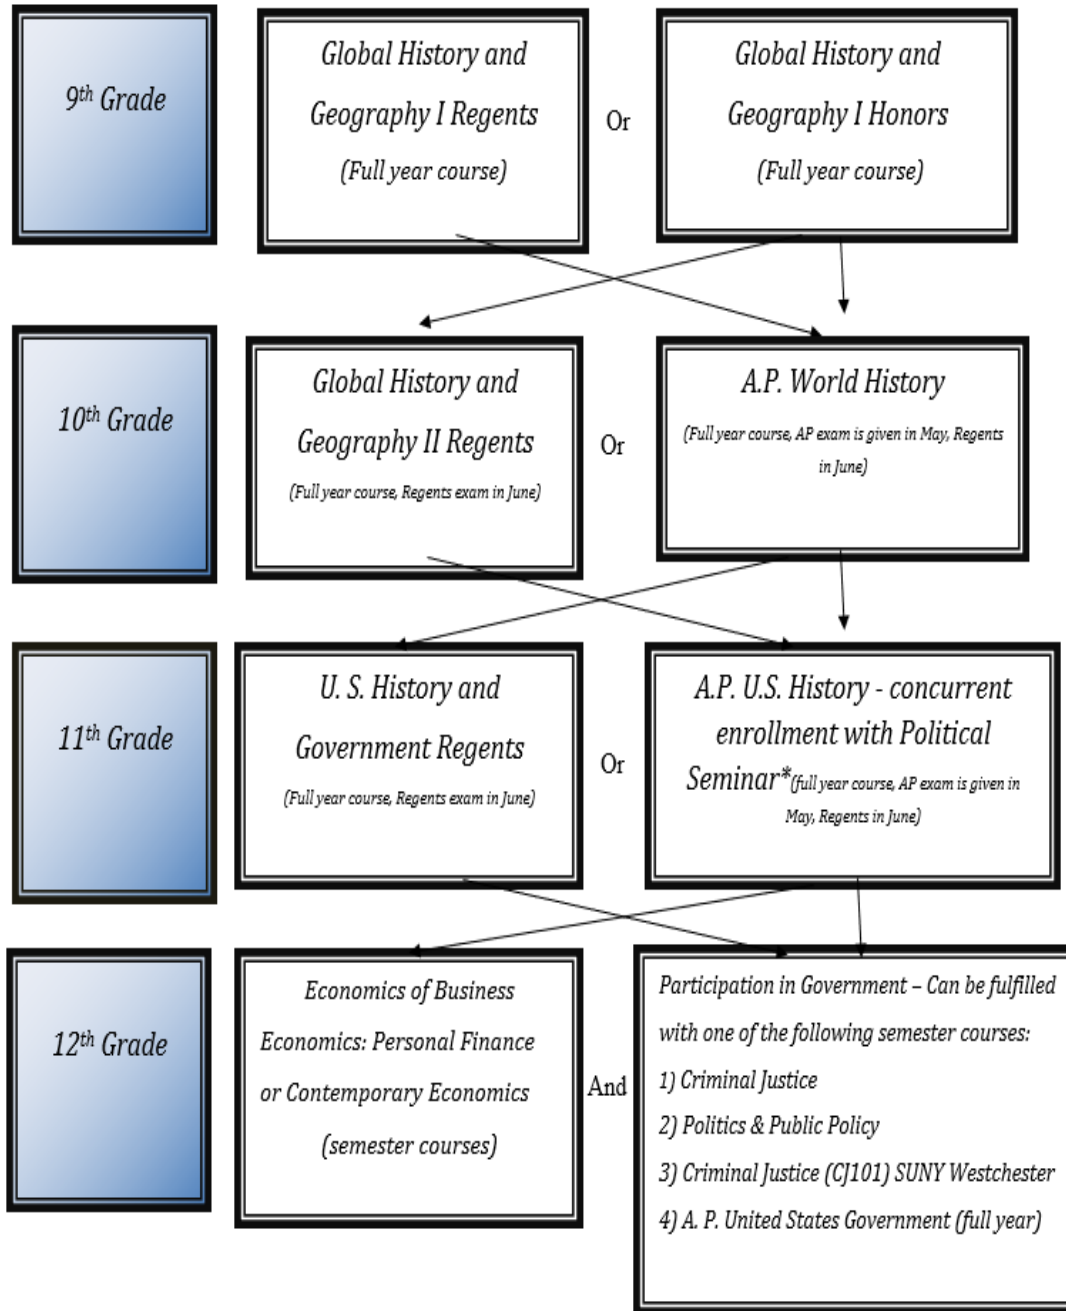 9th Grade
Global History and
Geography I Regents
(Full year course)
Or
Global History and
Geography I Honors
(Full year course)
10th Grade
Global History and
Geography II Regents
(Full year course, Regents exam in June)
Or
A.P. World History
(Full year course, AP exam is given in May, Regents
in June)
11th Grade
U. S. History and
Government Regents
(Full year course, Regents exam in June)
Or
A.P. U.S. History - concurrent
enrollment with Political
Seminar*(full year course, AP exam is given in
May, Regents in June)
12th Grade
Economics of Business
Economics: Personal Finance
or Contemporary Economics
(semester courses)
And
Participation in Government – Can be fulfilled
with one of the following semester courses:
1) Criminal Justice
2) Politics & Public Policy
3) Criminal Justice (CJ101) SUNY Westchester
4) A. P. United States Government (full year)